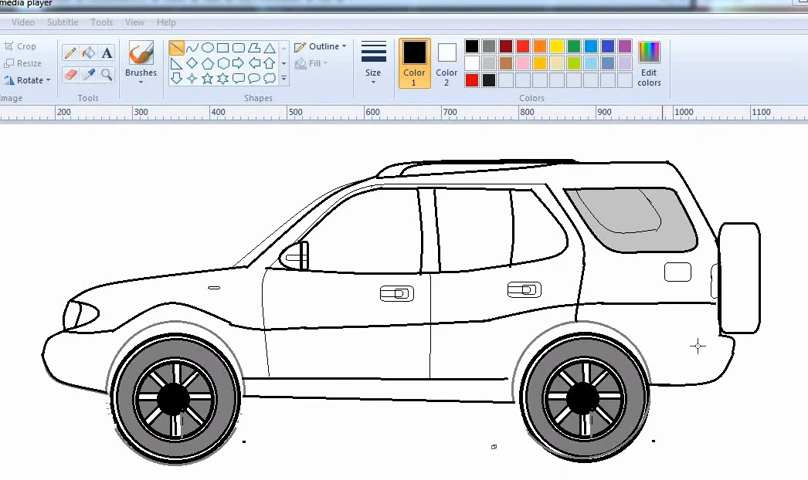 media player
Video Subtitle Tools View Help
Crop
Resize
Rotate
mage
Tools
Brushes
A
Shapes
Outline
Fill
Size
Color 1
Color 2
Colors
Edit colors
200 300 400 500 600 700 800 900 1000 1100